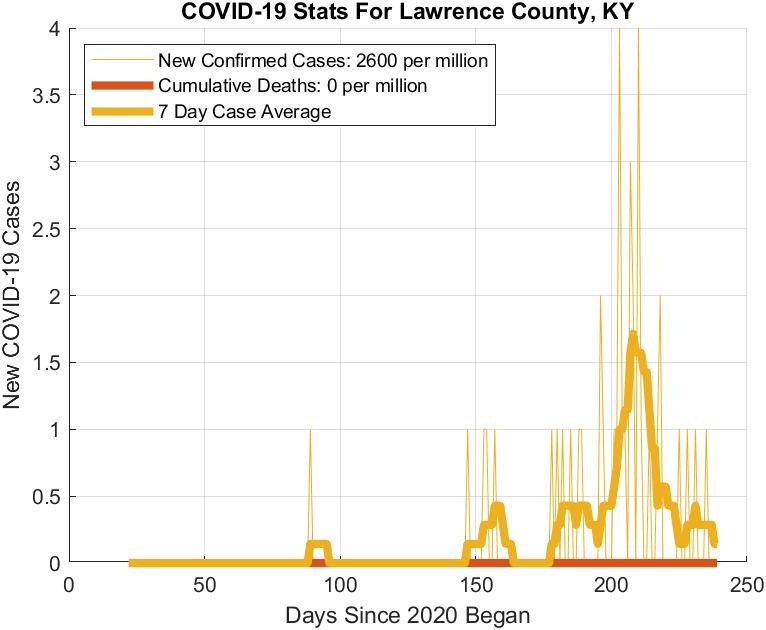 COVID-19 Stats For Lawrence County, KY
New Confirmed Cases: 2600 per million
Cumulative Deaths: 0 per million
7 Day Case Average
New COVID-19 Cases
4
3.5
3
2.5
2
1.5
1
0.5
0
0 50 100 150 200 250
Days Since 2020 Began